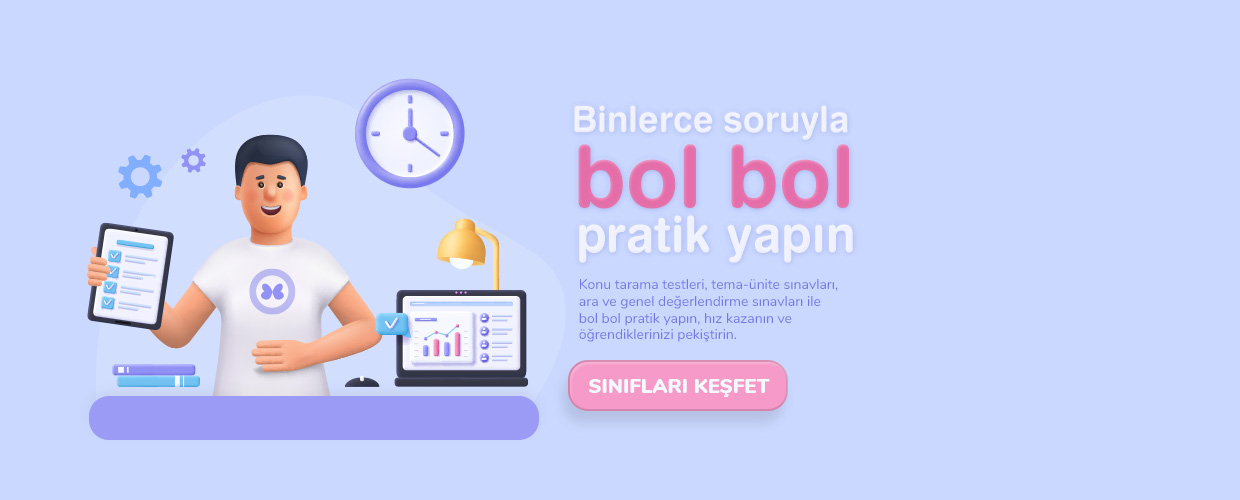 Binlerce soruyla
bol bol
pratik yapın
Konu tarama testleri, tema-ünite sınavları,
ara ve genel değerlendirme sınavları ile
bol bol pratik yapın, hız kazanın ve
öğrendiklerinizi pekiştirin.
SINIFLARI KEŞFET